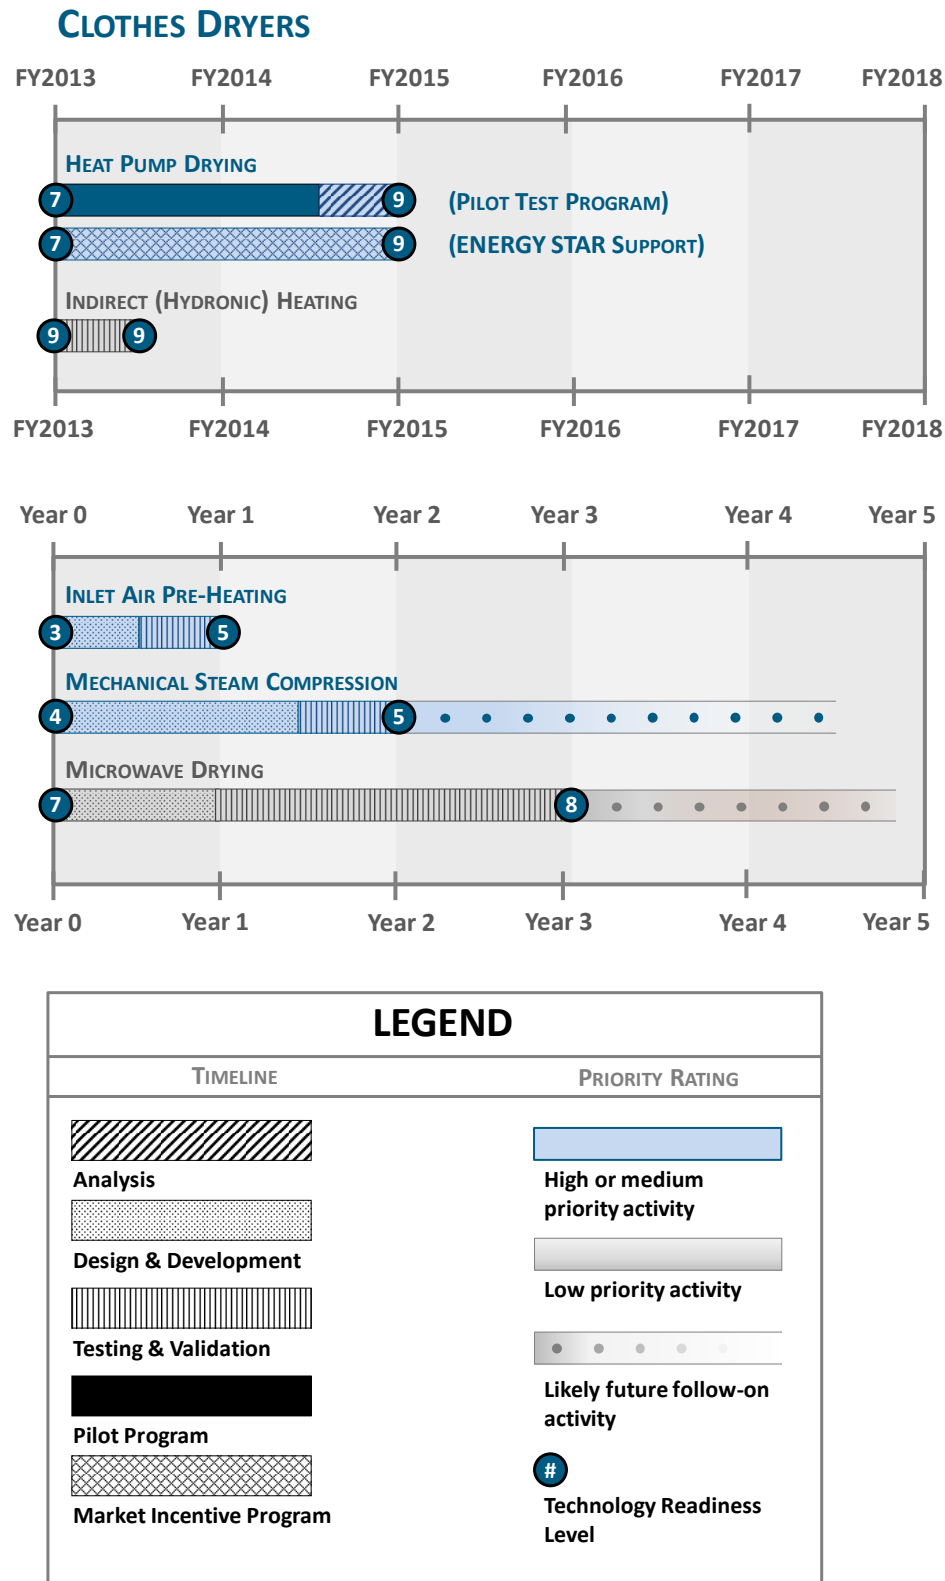 CLOTHES DRYERS
FY2013 FY2014 FY2015 FY2016 FY2017 FY2018
HEAT PUMP DRYING
7 9 (PILOT TEST PROGRAM)
7 9 (ENERGY STAR SUPPORT)
INDIRECT (HYDRONIC) HEATING
9 9
FY2013 FY2014 FY2015 FY2016 FY2017 FY2018
Year 0 Year 1 Year 2 Year 3 Year 4 Year 5
INLET AIR PRE-HEATING
3 5
MECHANICAL STEAM COMPRESSION
4 5
MICROWAVE DRYING
7 8
Year 0 Year 1 Year 2 Year 3 Year 4 Year 5
LEGEND
TIMELINE
Analysis
Design & Development
Testing & Validation
Pilot Program
Market Incentive Program
PRIORITY RATING
High or medium
priority activity
Low priority activity
Likely future follow-on
activity
#
Technology Readiness
Level